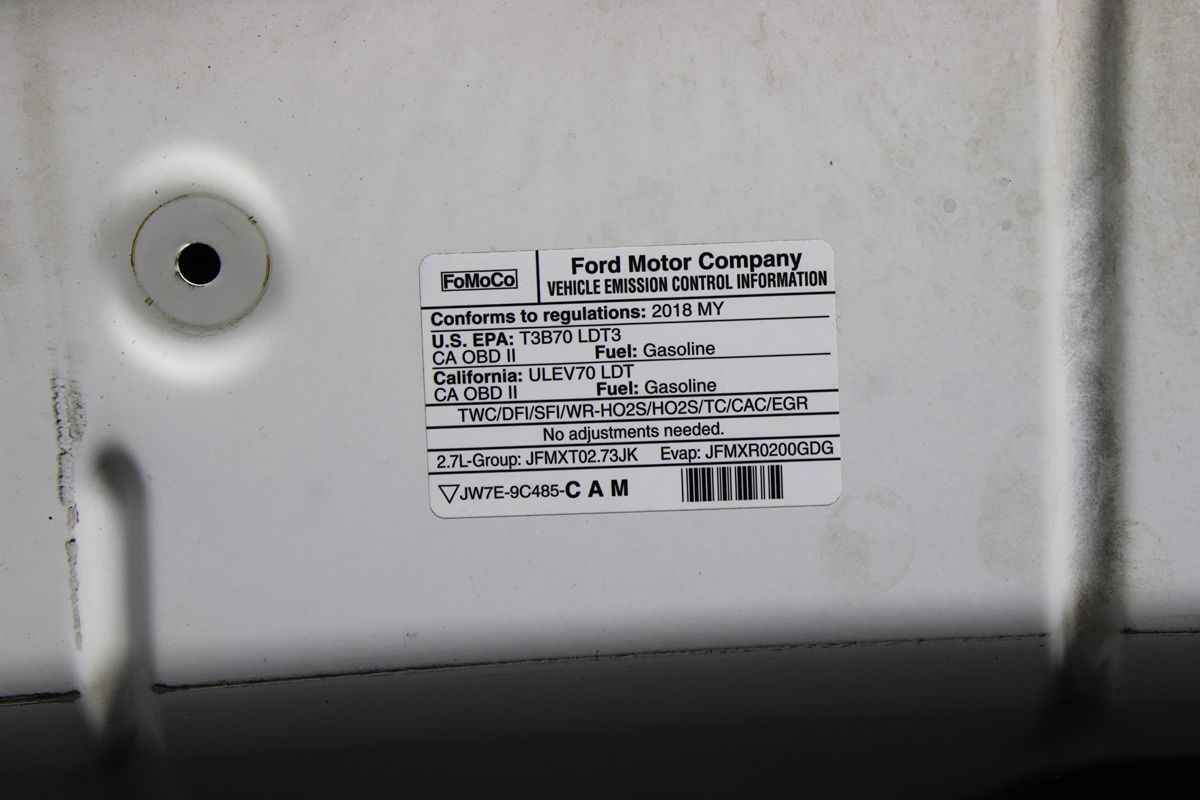 FoMoCo
Ford Motor Company
VEHICLE EMISSION CONTROL INFORMATION
Conforms to regulations: 2018 MY
U.S. EPA: T3B70 LDT3
CA OBD II Fuel: Gasoline
California: ULEV70 LDT
CA OBD II Fuel: Gasoline
TWC/DFI/SFI/WR-HO2S/HO2S/TC/CAC/EGR
No adjustments needed.
2.7L-Group: JFMXT02.73JK Evap: JFMXR0200GDG
JW7E-9C485-C A M